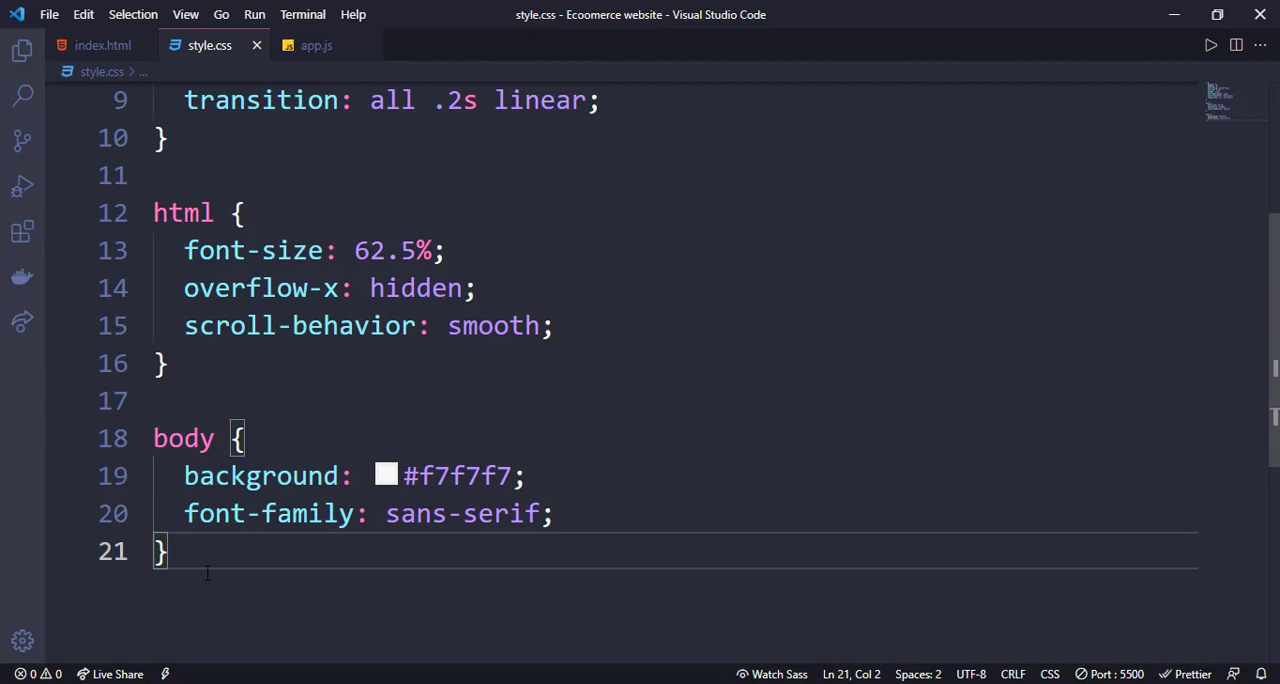 File Edit Selection View Go Run Terminal Help style.css - Ecoomerce website - Visual Studio Code
index.html style.css app.js
style.css > ...
9 transition: all .2s linear;
10 }
11
12 html {
13 font-size: 62.5%;
14 overflow-x: hidden;
15 scroll-behavior: smooth;
16 }
17
18 body {
19 background: #f7f7f7;
20 font-family: sans-serif;
21 }
0 0 Live Share Watch Sass Ln 21, Col 2 Spaces: 2 UTF-8 CRLF CSS Port : 5500 Prettier